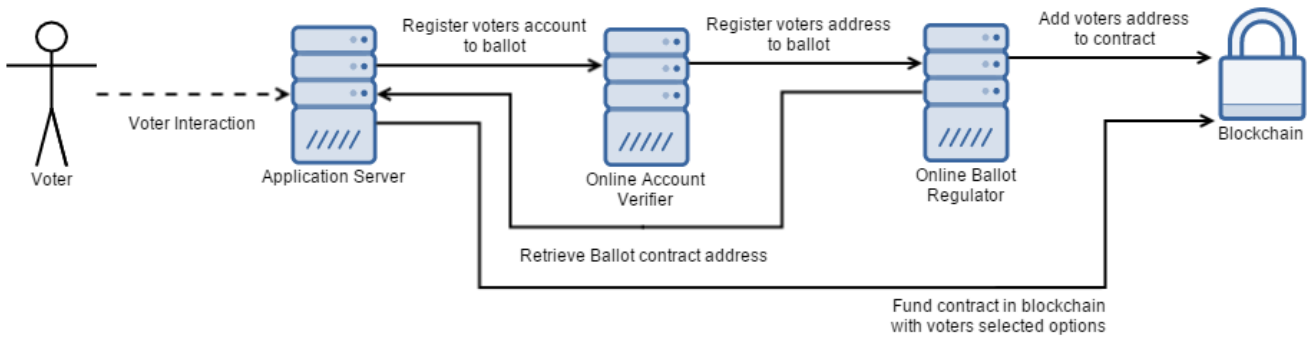 Register voters account
to ballot
Register voters address
to ballot
Add voters address
to contract
Voter Interaction
Blockchain
Voter
Application Server
Online Account
Verifier
Online Ballot
Regulator
Retrieve Ballot contract address
Fund contract in blockchain
with voters selected options